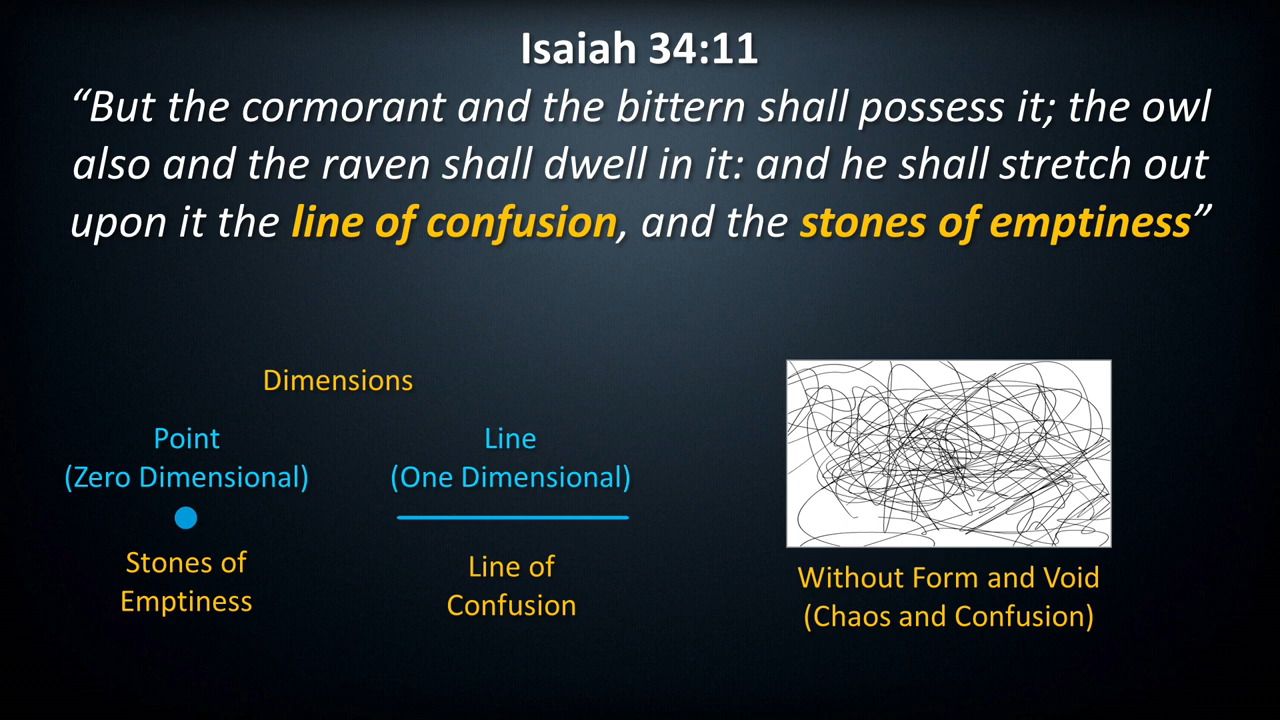 Isaiah 34:11
“But the cormorant and the bittern shall possess it; the owl
also and the raven shall dwell in it: and he shall stretch out
upon it the line of confusion, and the stones of emptiness”
Dimensions
Point
(Zero Dimensional)
Stones of
Emptiness
Line
(One Dimensional)
Line of
Confusion
Without Form and Void
(Chaos and Confusion)